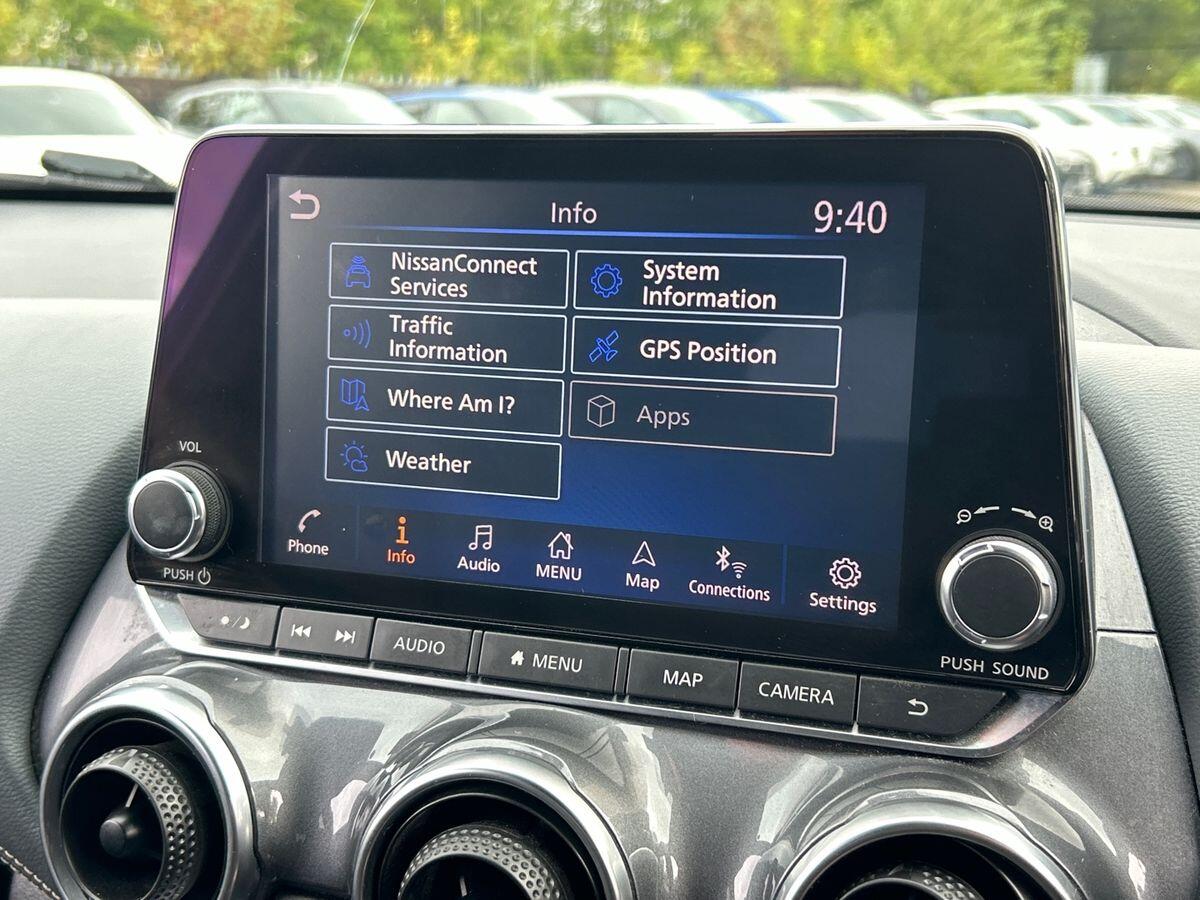 Info
9:40
NissanConnect
Services
System
Information
Traffic
Information
GPS Position
Where Am I?
Apps
Weather
VOL
PUSH
Phone
Info
Audio
MENU
Map
Connections
Settings
PUSH SOUND
AUDIO
MENU
MAP
CAMERA